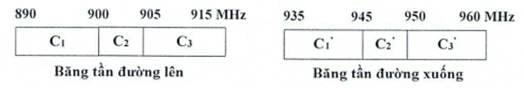 890 900 905 915 MHz
C₁ C₂ C₃
Băng tần đường lên
935 945 950 960 MHz
C₁' C₂' C₃'
Băng tần đường xuống